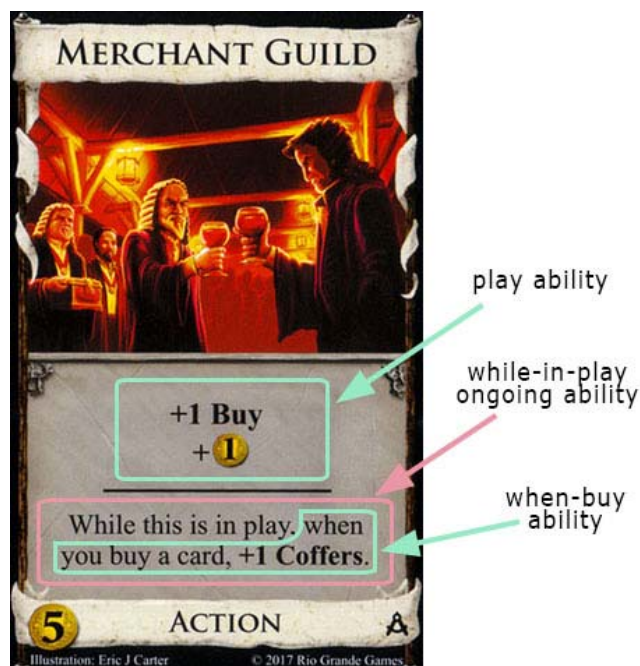 MERCHANT GUILD
play ability
while-in-play
ongoing ability
+1 Buy
+ 1
when-buy
ability
While this is in play, when
you buy a card, +1 Coffers.
5 ACTION
Illustration: Eric J Carter © 2017 Rio Grande Games